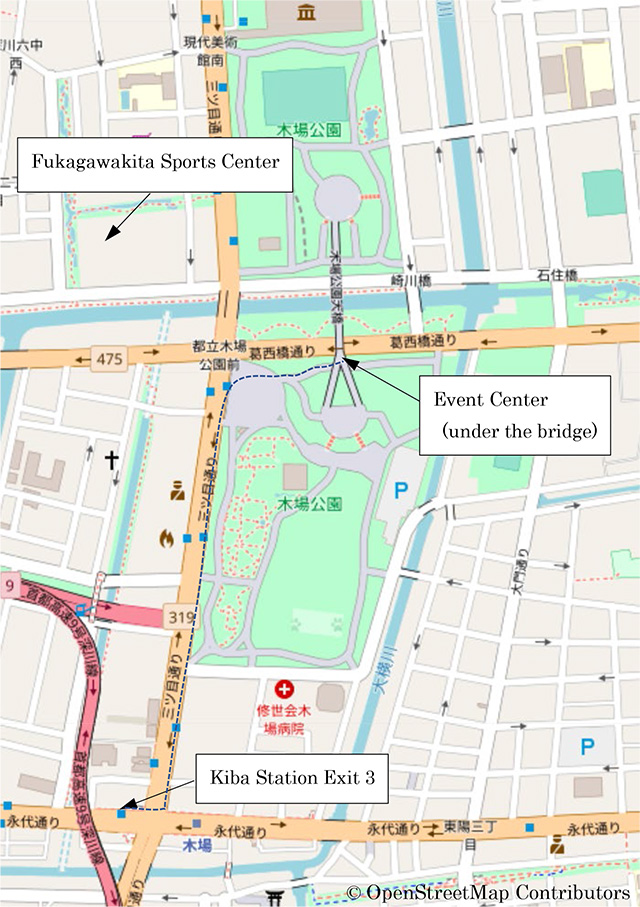 現代美術
館南
川六中
西
三ツ目通り
木場公園
Fukagawakita Sports Center
木場公園大橋
崎川橋
石住橋
都立木場
公園前
葛西橋通り
葛西橋通り
475
Event Center
(under the bridge)
三ツ目通り
木場公園
P
大門通り
9
首都高速9号深川線
319
三ツ目通り
大横川
修世会木
場病院
P
首都高速9号深川線
Kiba Station Exit 3
永代通り
永代通り
永代通り
東陽三丁
目
永代通り
木場
通り
© OpenStreetMap Contributors